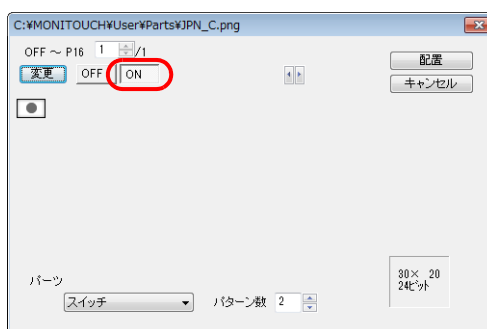 C:¥MONITOUCH¥User¥Parts¥JPN_C.png
OFF ～ P16 1 /1
変更 OFF ON
配置
キャンセル
30× 20
24ビット
パーツ
スイッチ パターン数 2